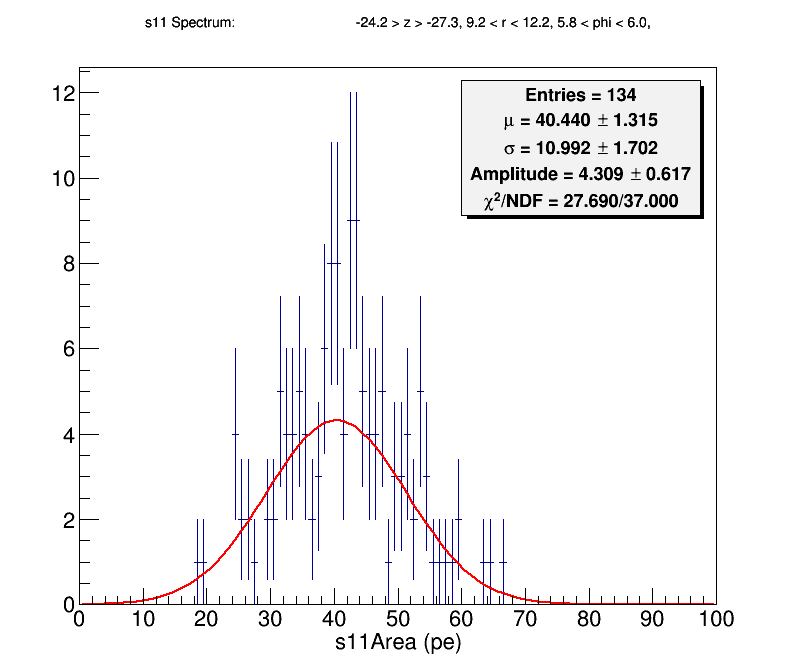 s11 Spectrum: -24.2 > z > -27.3, 9.2 < r < 12.2, 5.8 < phi < 6.0,
Entries = 134
μ = 40.440 ± 1.315
σ = 10.992 ± 1.702
Amplitude = 4.309 ± 0.617
χ²/NDF = 27.690/37.000
12
10
8
6
4
2
0
0 10 20 30 40 50 60 70 80 90 100
s11Area (pe)